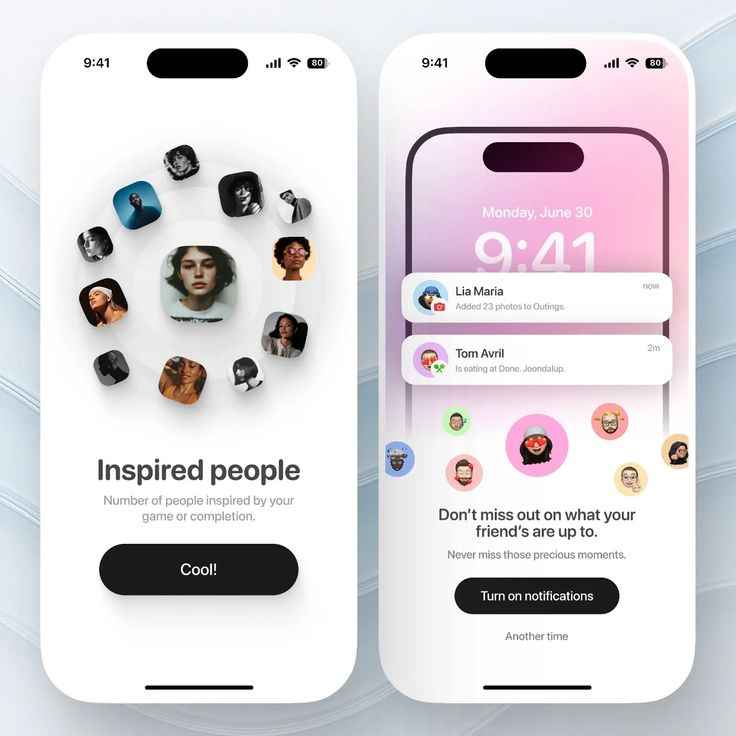 9:41
80
Inspired people
Number of people inspired by your
game or completion.
Cool!
9:41
80
Monday, June 30
9:41
Lia Maria
now
Added 23 photos to Outings.
Tom Avril
2m
Is eating at Done. Joondalup.
Don't miss out on what your
friend's are up to.
Never miss those precious moments.
Turn on notifications
Another time